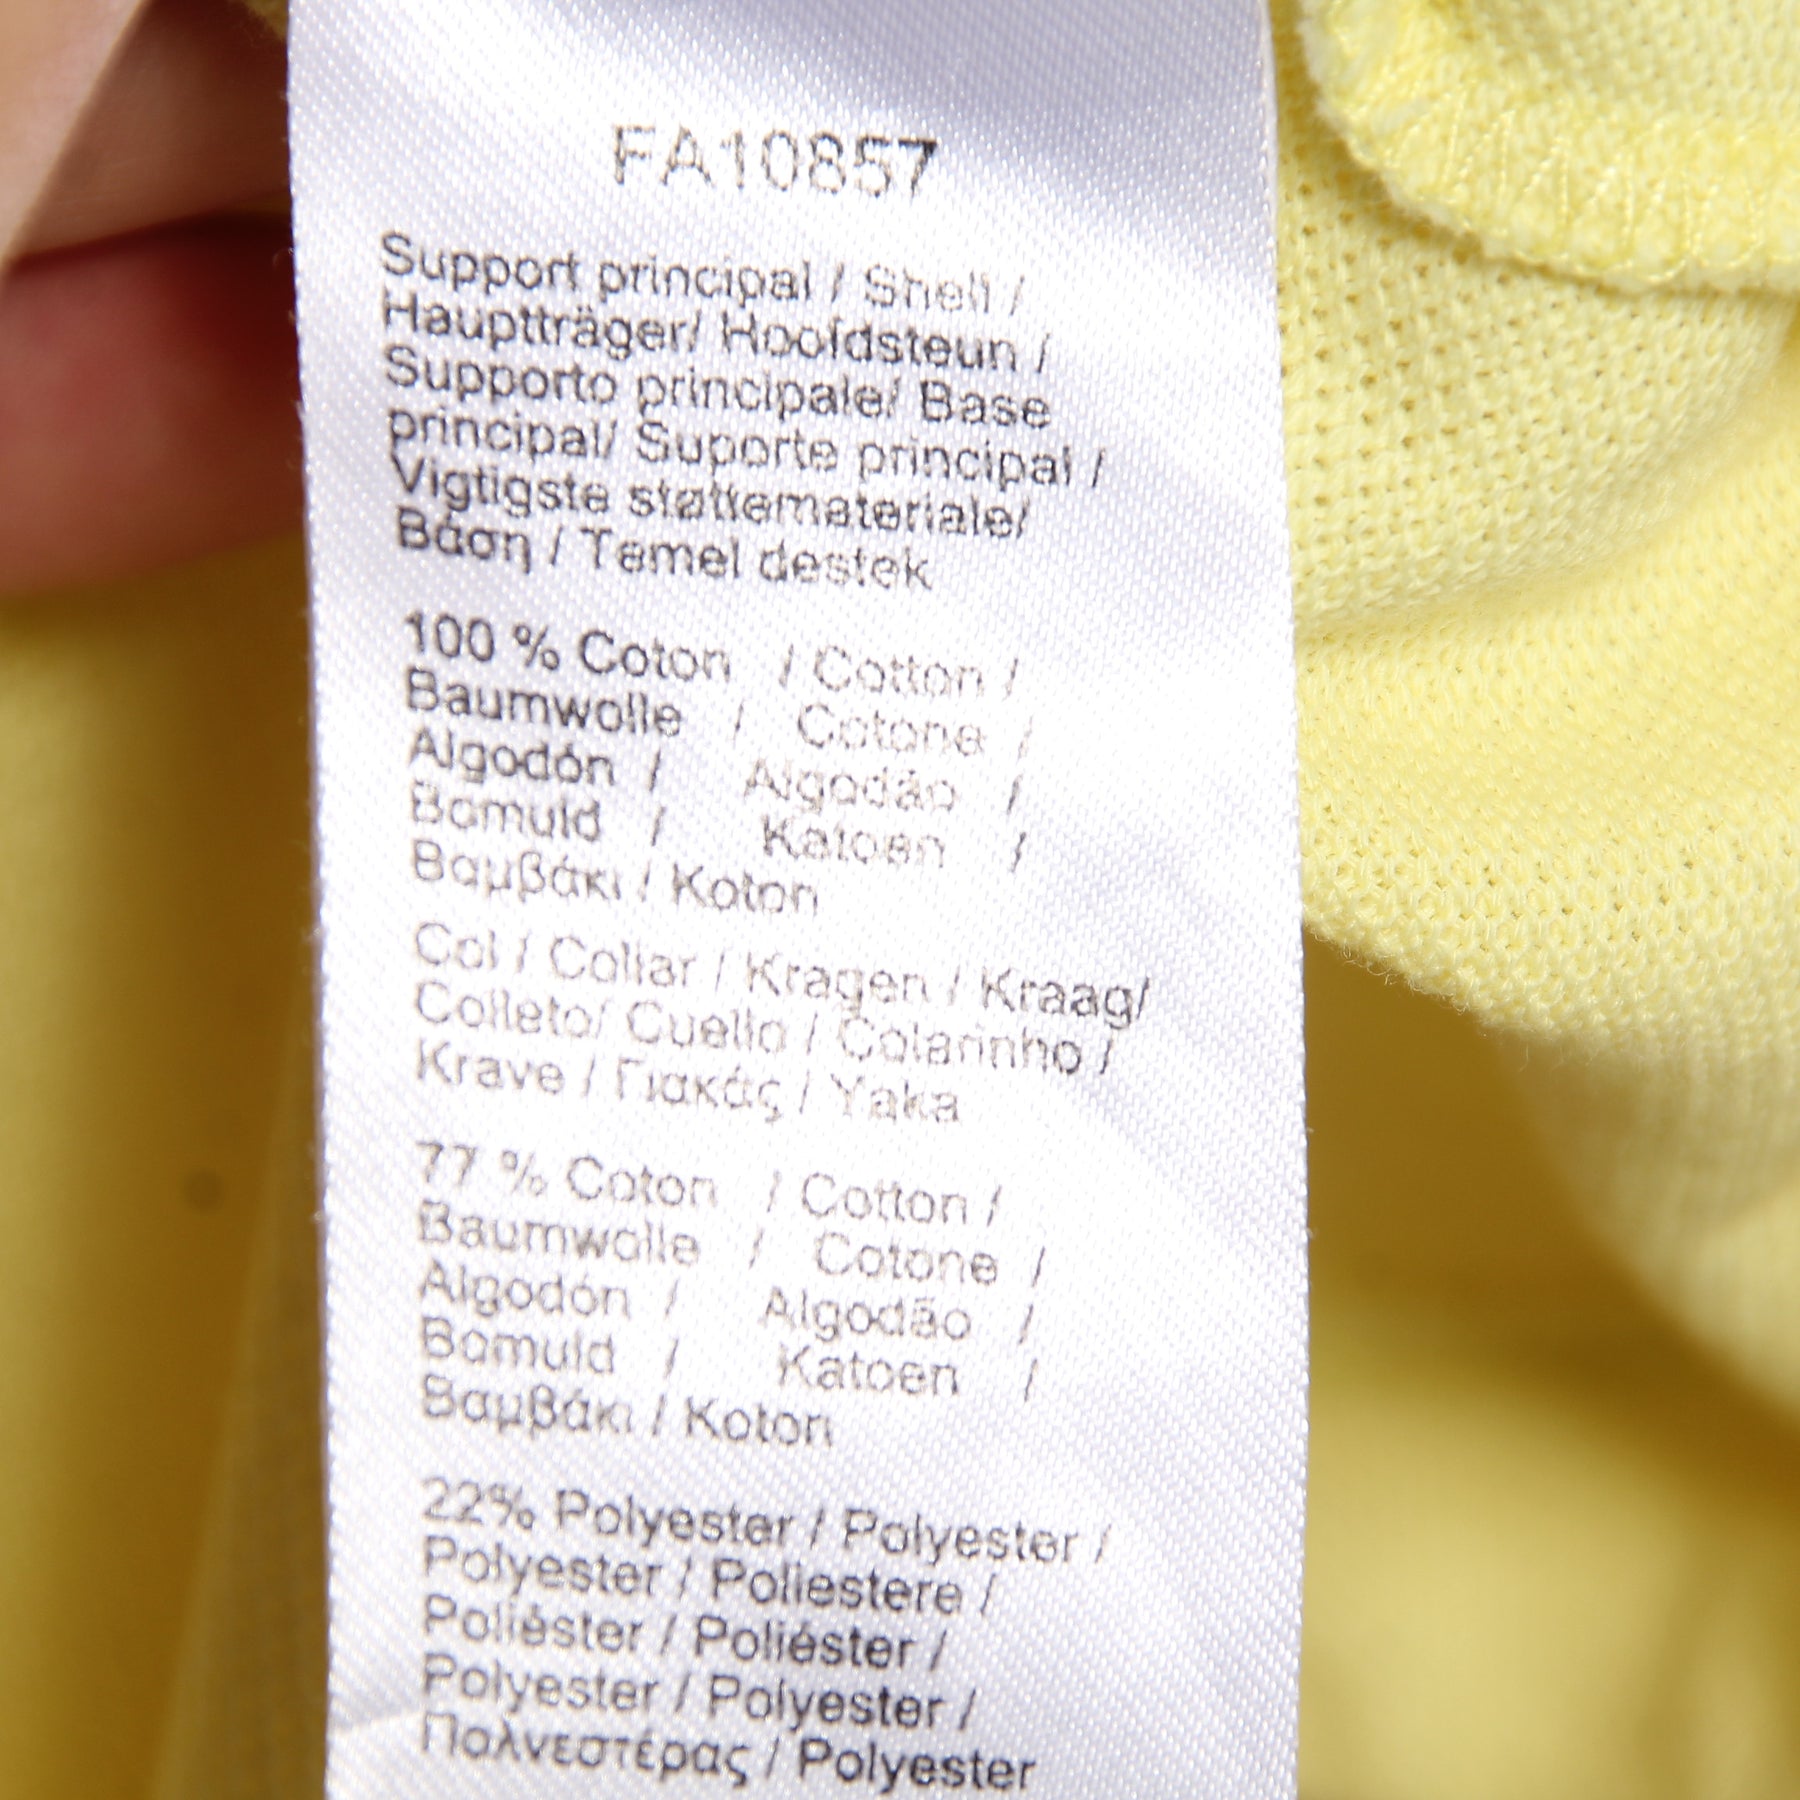 FA10857
Support principal / Shell /
Hauptträger/ Hoofdsteun /
Supporto principale/ Base
principal/ Suporte principal /
Vigtigste støttemateriale/
Βάση / Temel destek
100 % Coton / Cotton /
Baumwolle / Cotone /
Algodón / Algodão /
Bomuld / Katoen /
Βαμβάκι / Koton
Col / Collar / Kragen / Kraag/
Colleto/ Cuello / Colarinho /
Krave / Γιακάς / Yaka
77 % Coton / Cotton /
Baumwolle / Cotone /
Algodón / Algodão /
Bomuld / Katoen /
Βαμβάκι / Koton
22% Polyester / Polyester /
Polyester / Poliestere /
Poliéster / Poliéster /
Polyester / Polyester /
Πολνεστέρας / Polyester